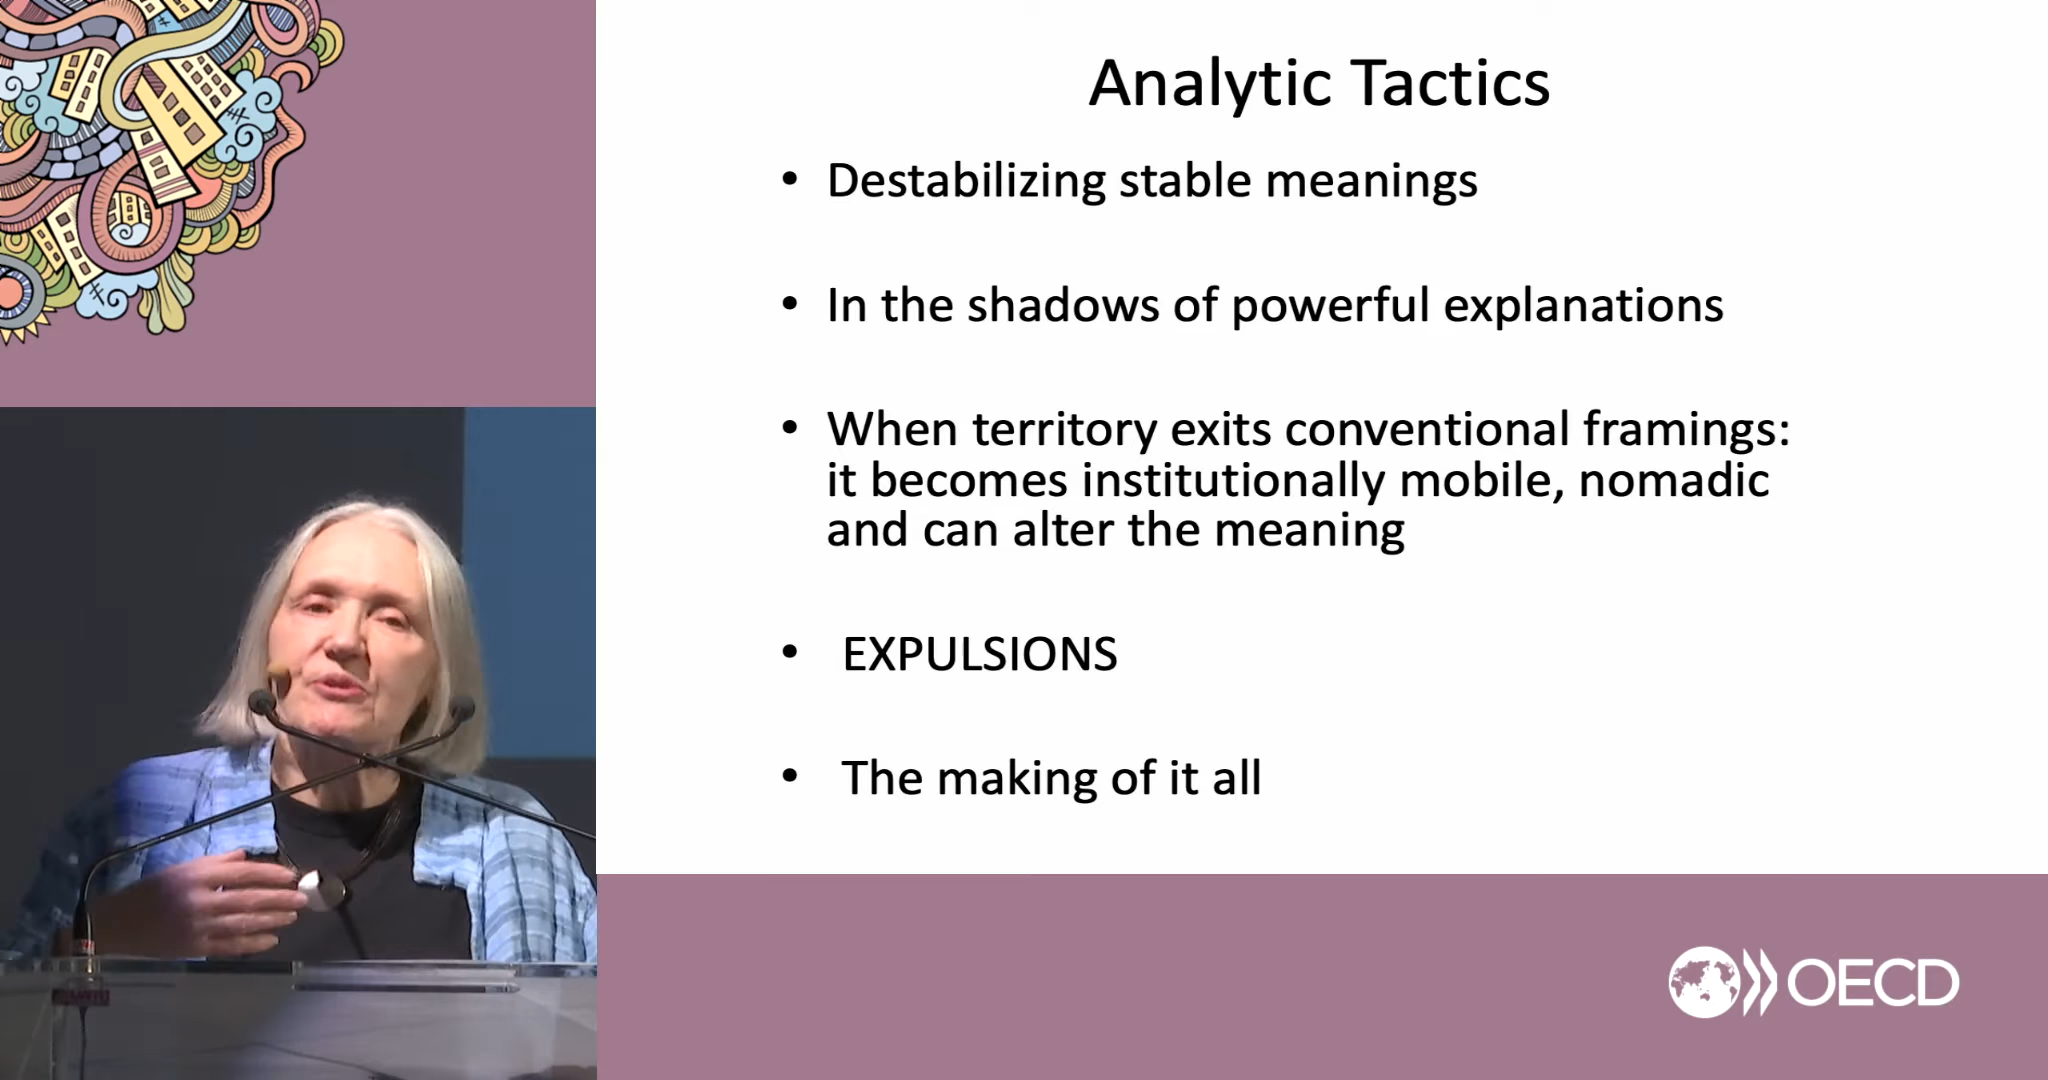 Analytic Tactics
• Destabilizing stable meanings
• In the shadows of powerful explanations
• When territory exits conventional framings:
it becomes institutionally mobile, nomadic
and can alter the meaning
• EXPULSIONS
• The making of it all
OECD